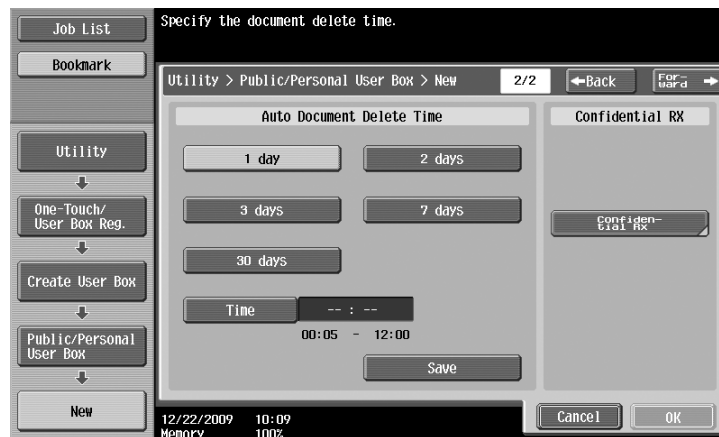 Job List
Bookmark
Utility
One-Touch/
User Box Reg.
Create User Box
Public/Personal
User Box
New
Specify the document delete time.
Utility > Public/Personal User Box > New
2/2
←Back
For-
ward →
Auto Document Delete Time
1 day
2 days
3 days
7 days
30 days
Time
-- : --
00:05 - 12:00
Save
Confidential RX
Confiden-
tial Rx
12/22/2009 10:09
Memory 100%
Cancel
OK